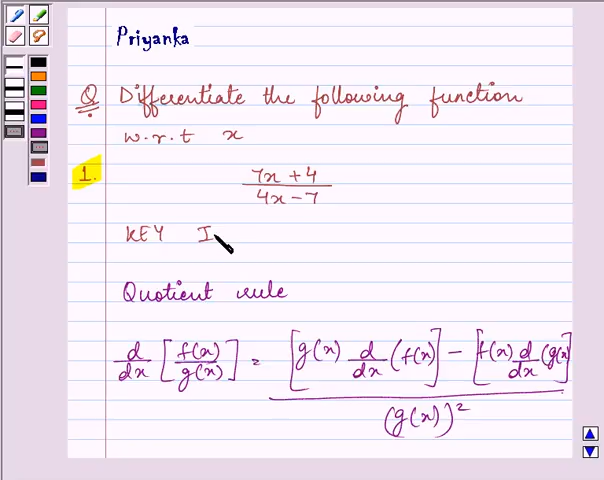 Priyanka
Q Differentiate the following function
w.r.t x
1. 7x + 4
4x - 7
KEY I
Quotient rule
d/dx [f(x)/g(x)] = [g(x) d/dx (f(x)] - [f(x) d/dx (g(x)]
(g(x))²